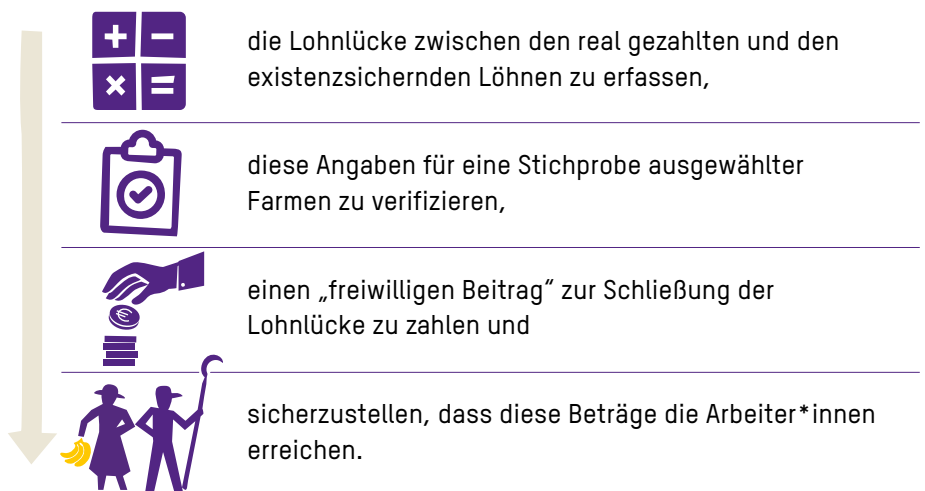 die Lohnlücke zwischen den real gezahlten und den
existenzsichernden Löhnen zu erfassen,
diese Angaben für eine Stichprobe ausgewählter
Farmen zu verifizieren,
einen „freiwilligen Beitrag“ zur Schließung der
Lohnlücke zu zahlen und
sicherzustellen, dass diese Beträge die Arbeiter*innen
erreichen.